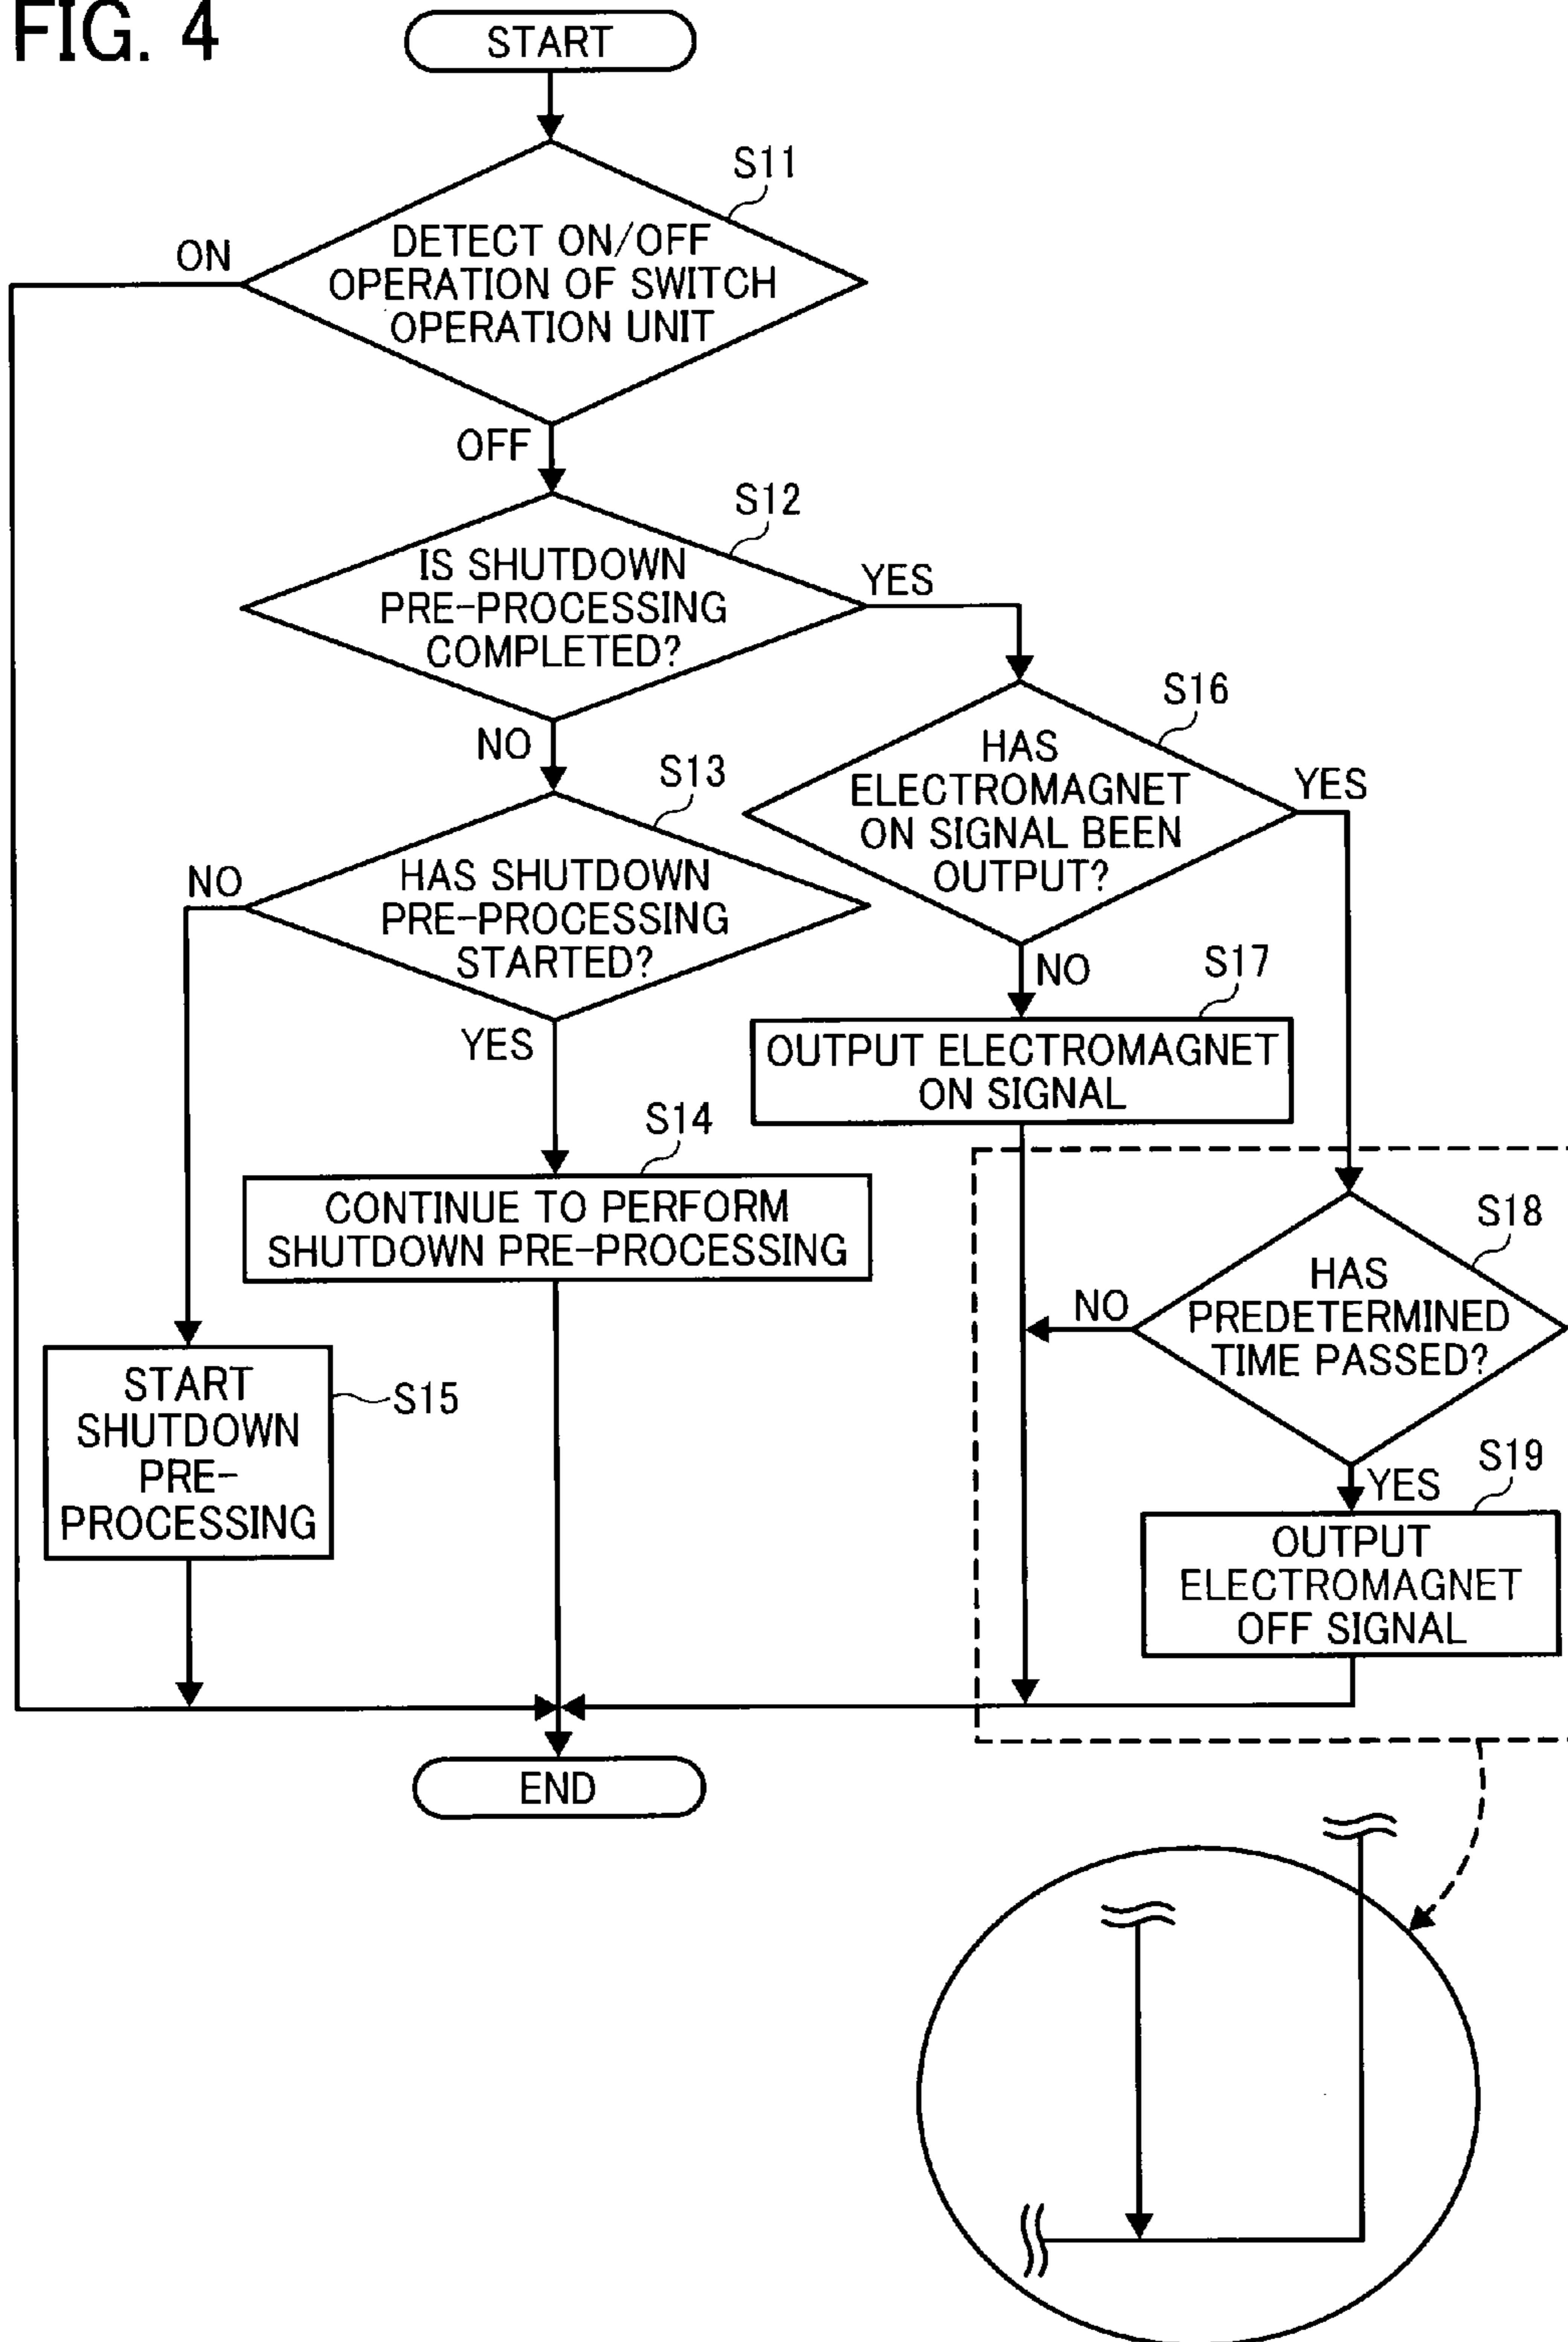 FIG. 4
START
S11
DETECT ON/OFF
OPERATION OF SWITCH
OPERATION UNIT
ON
OFF
S12
IS SHUTDOWN
PRE-PROCESSING
COMPLETED?
YES
NO
S13
HAS SHUTDOWN
PRE-PROCESSING
STARTED?
NO
YES
S14
CONTINUE TO PERFORM
SHUTDOWN PRE-PROCESSING
START
SHUTDOWN
PRE-
PROCESSING
S15
S16
HAS
ELECTROMAGNET
ON SIGNAL BEEN
OUTPUT?
YES
NO
S17
OUTPUT ELECTROMAGNET
ON SIGNAL
S18
HAS
PREDETERMINED
TIME PASSED?
NO
YES
S19
OUTPUT
ELECTROMAGNET
OFF SIGNAL
END